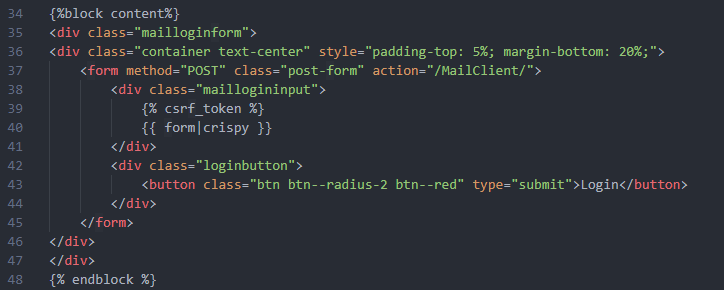 34 {%block content%}
35 <div class="mailloginform">
36 <div class="container text-center" style="padding-top: 5%; margin-bottom: 20%;">
37     <form method="POST" class="post-form" action="/MailClient/">
38         <div class="maillogininput">
39             {% csrf_token %}
40             {{ form|crispy }}
41         </div>
42         <div class="loginbutton">
43             <button class="btn btn--radius-2 btn--red" type="submit">Login</button>
44         </div>
45     </form>
46 </div>
47 </div>
48 {% endblock %}